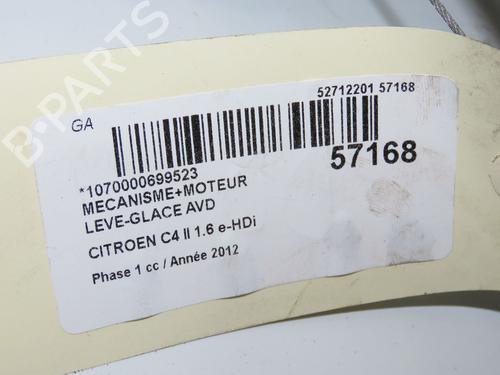 B-PARTS
GA
52712201 57168
57168
*1070000699523
MECANISME+MOTEUR
LEVE-GLACE AVD
CITROEN C4 II 1.6 e-HDi
Phase 1 cc / Année 2012